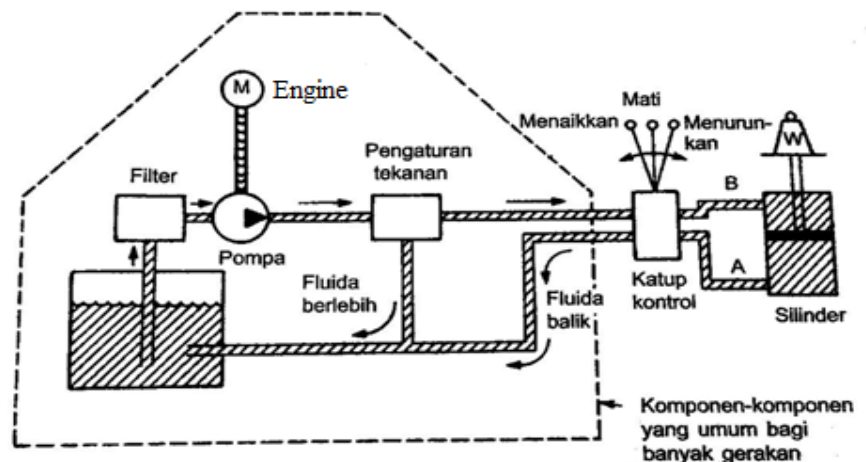 M
Engine
Mati
Menaikkan
Menurun-
kan
W
Pengaturan
tekanan
Filter
B
Pompa
A
Fluida
berlebih
Fluida
balik
Katup
kontrol
Silinder
Komponen-komponen
yang umum bagi
banyak gerakan